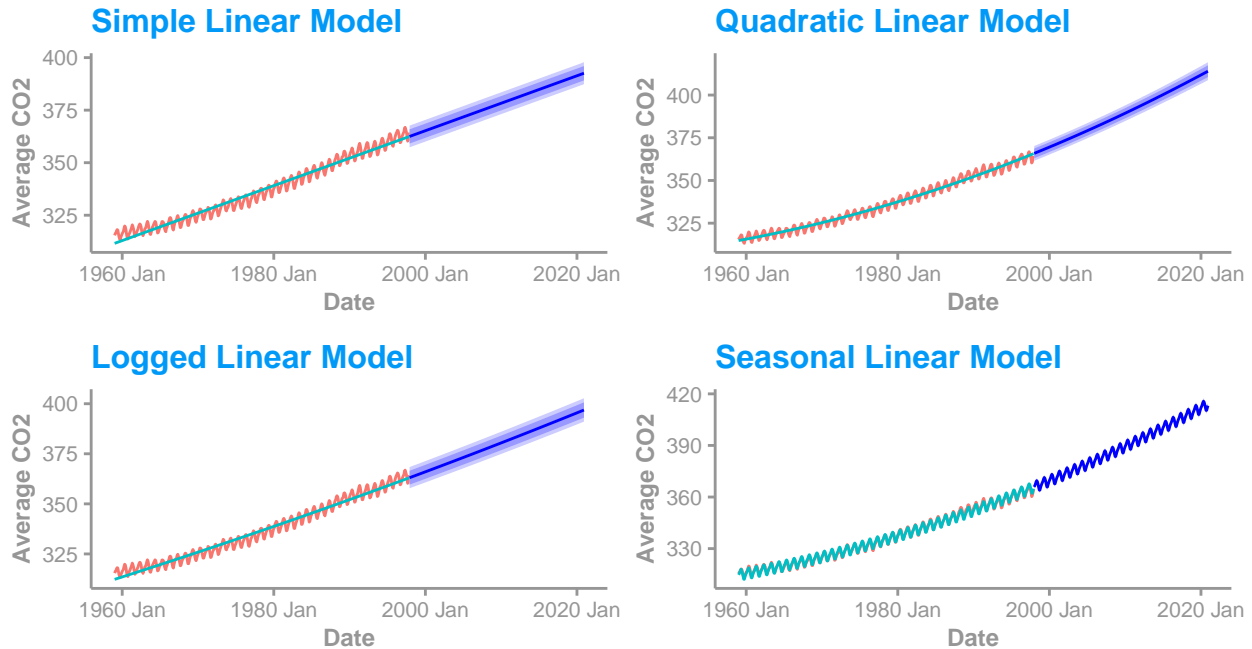 Simple Linear Model
Average CO2
400
375
350
325
1960 Jan 1980 Jan 2000 Jan 2020 Jan
Date
Quadratic Linear Model
Average CO2
400
375
350
325
1960 Jan 1980 Jan 2000 Jan 2020 Jan
Date
Logged Linear Model
Average CO2
400
375
350
325
1960 Jan 1980 Jan 2000 Jan 2020 Jan
Date
Seasonal Linear Model
Average CO2
420
390
360
330
1960 Jan 1980 Jan 2000 Jan 2020 Jan
Date